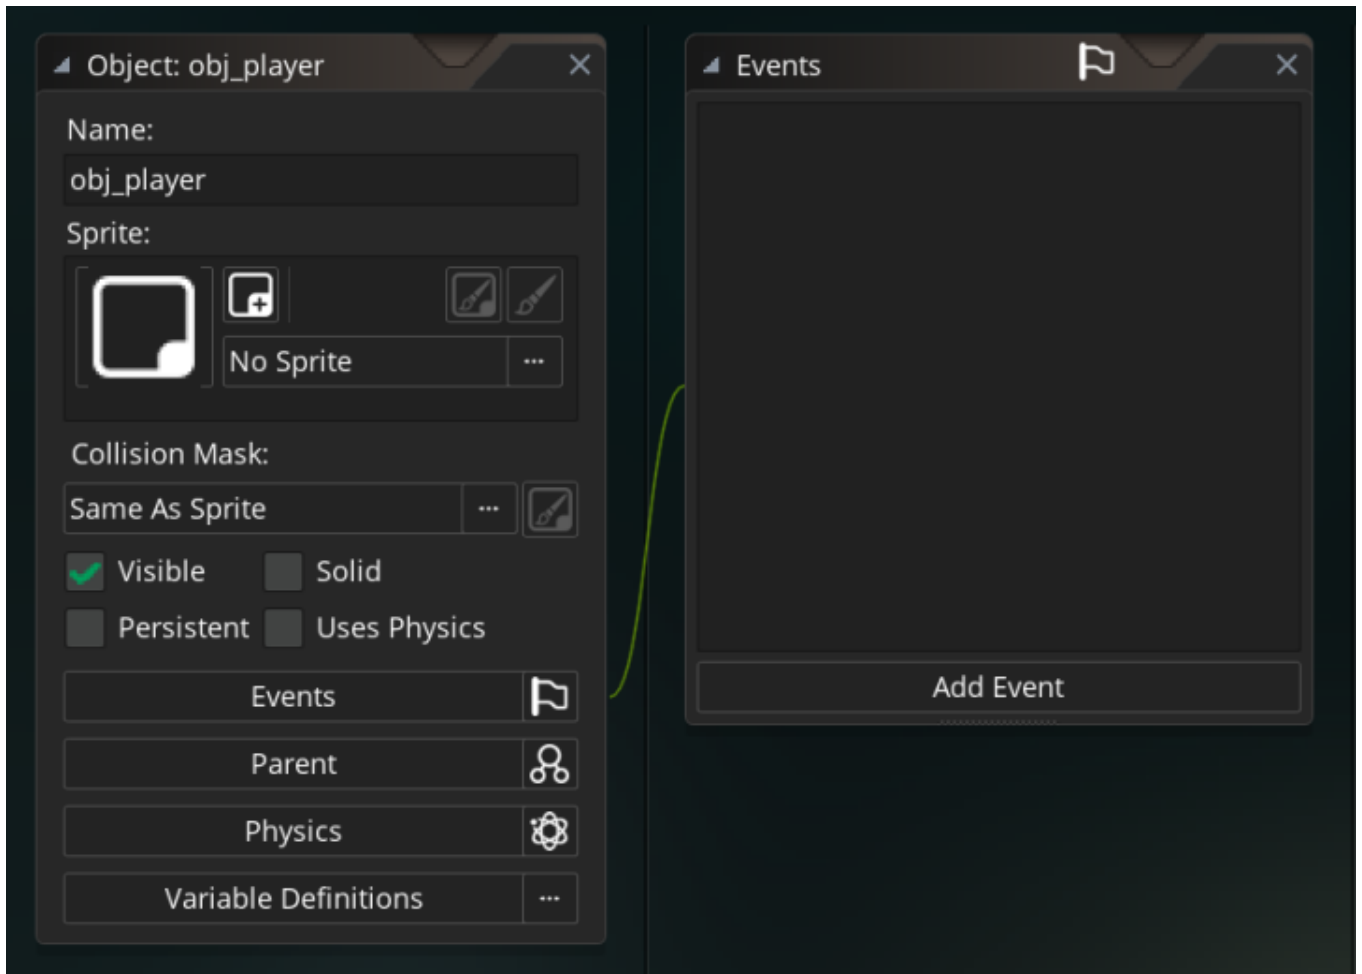 Object: obj_player
Name:
obj_player
Sprite:
No Sprite
...
Collision Mask:
Same As Sprite
...
Visible
Solid
Persistent
Uses Physics
Events
Parent
Physics
Variable Definitions
...
Events
Add Event